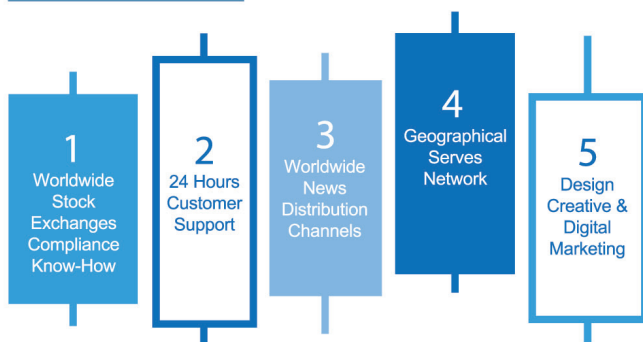 1
Worldwide
Stock
Exchanges
Compliance
Know-How
2
24 Hours
Customer
Support
3
Worldwide
News
Distribution
Channels
4
Geographical
Serves
Network
5
Design
Creative &
Digital
Marketing